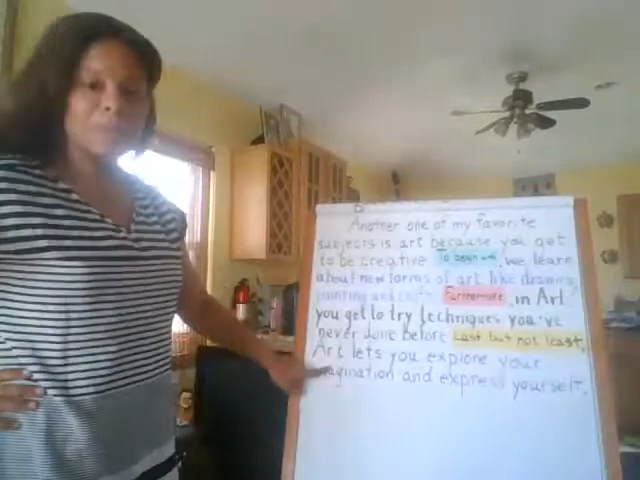 Another one of my favorite
subjects is art because you get
to be creative To begin with, we learn
about new forms of art like drawing,
painting and crafts. Furthermore, in Art
you get to try techniques you've
never done before Last but not least,
Art lets you explore your
imagination and express yourself.